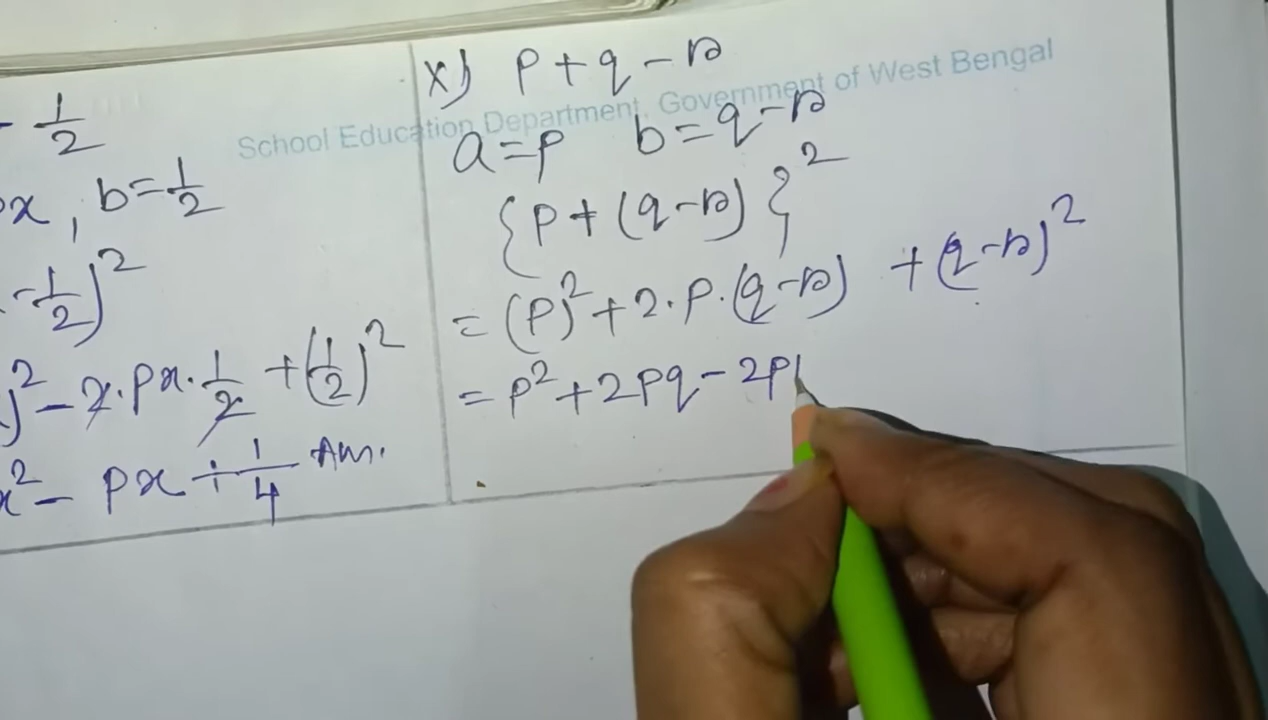 - 1/2
x, b=1/2
- 1/2)²
)² - 2.px.1/2 + (1/2)²
x² - px + 1/4 Ans.
x) p+q-r
School Education Department, Government of West Bengal
a=p b=q-r
{p+(q-r)}²
= (p)² + 2.p.(q-r) + (q-r)²
= p² + 2pq - 2p